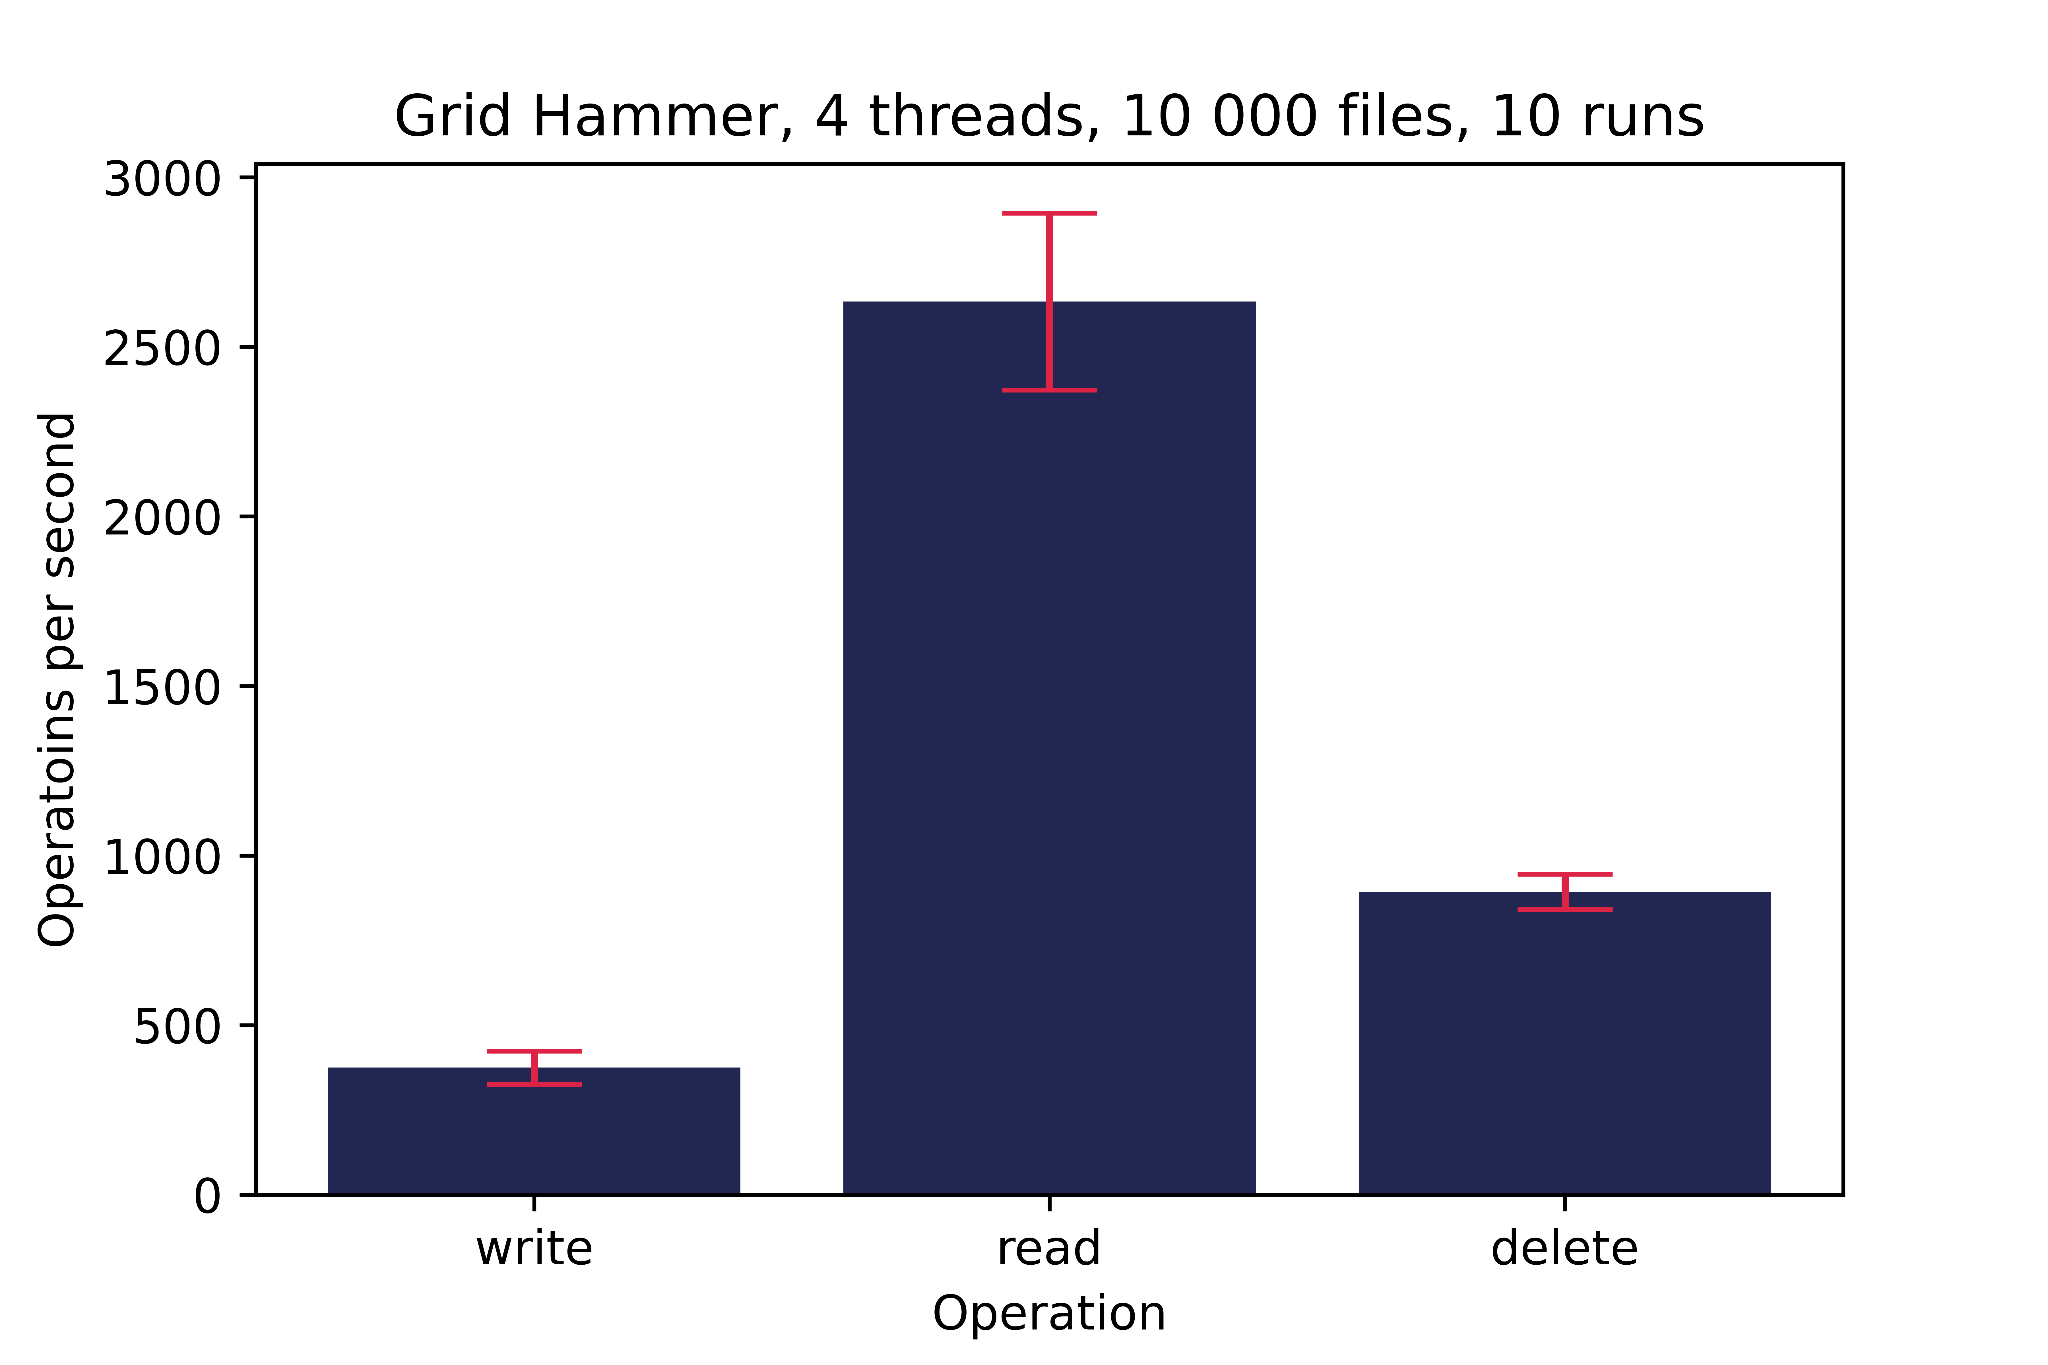 Grid Hammer, 4 threads, 10 000 files, 10 runs
Operatoins per second
3000
2500
2000
1500
1000
500
0
write read delete
Operation